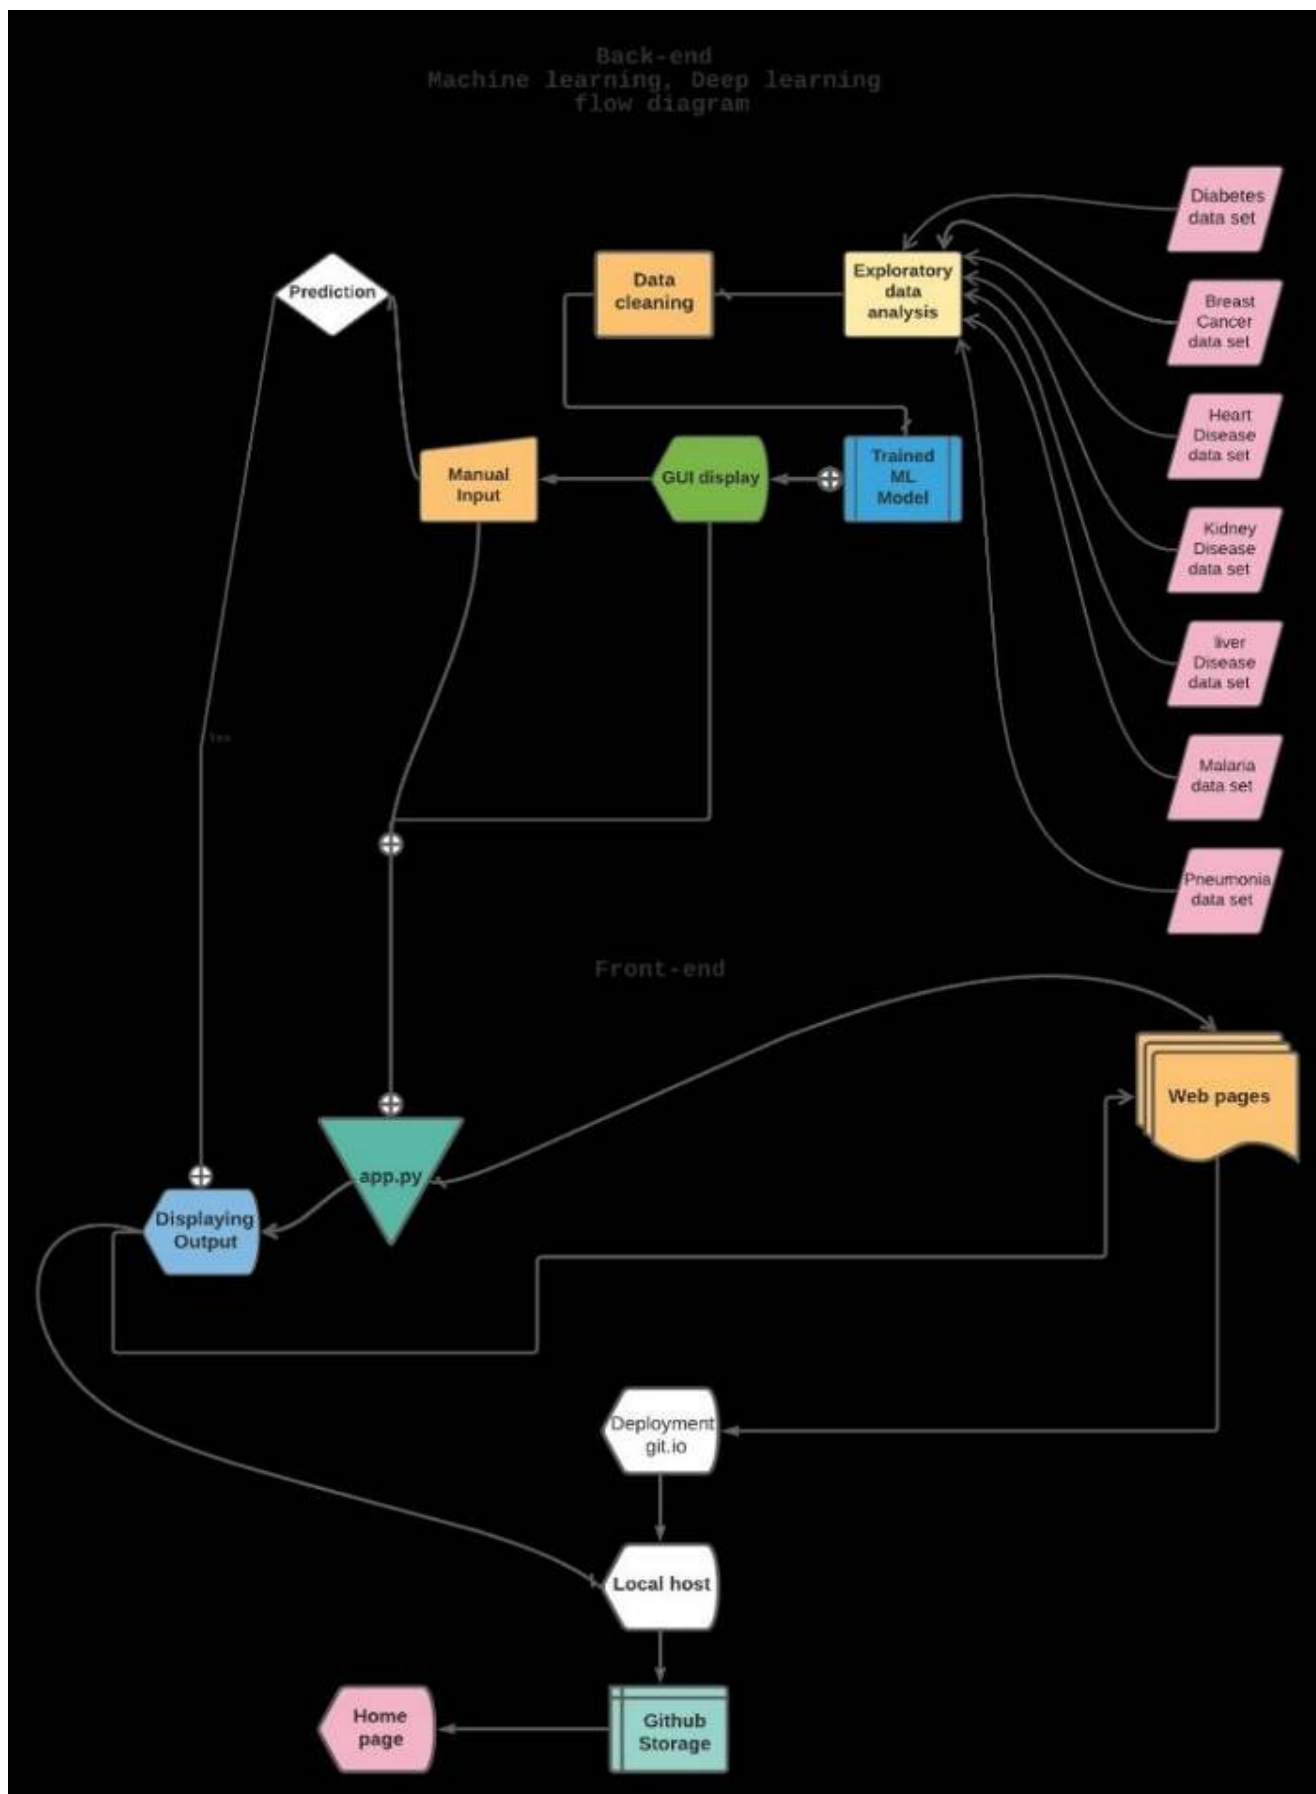 Back-end
Machine learning, Deep learning
flow diagram
Diabetes
data set
Prediction
Data
cleaning
Exploratory
data
analysis
Breast
Cancer
data set
Heart
Disease
data set
Manual
Input
GUI display
Trained
ML
Model
Kidney
Disease
data set
liver
Disease
data set
Yes
Malaria
data set
Pneumonia
data set
Front-end
Web pages
app.py
Displaying
Output
Deployment
git.io
Local host
Home
page
Github
Storage